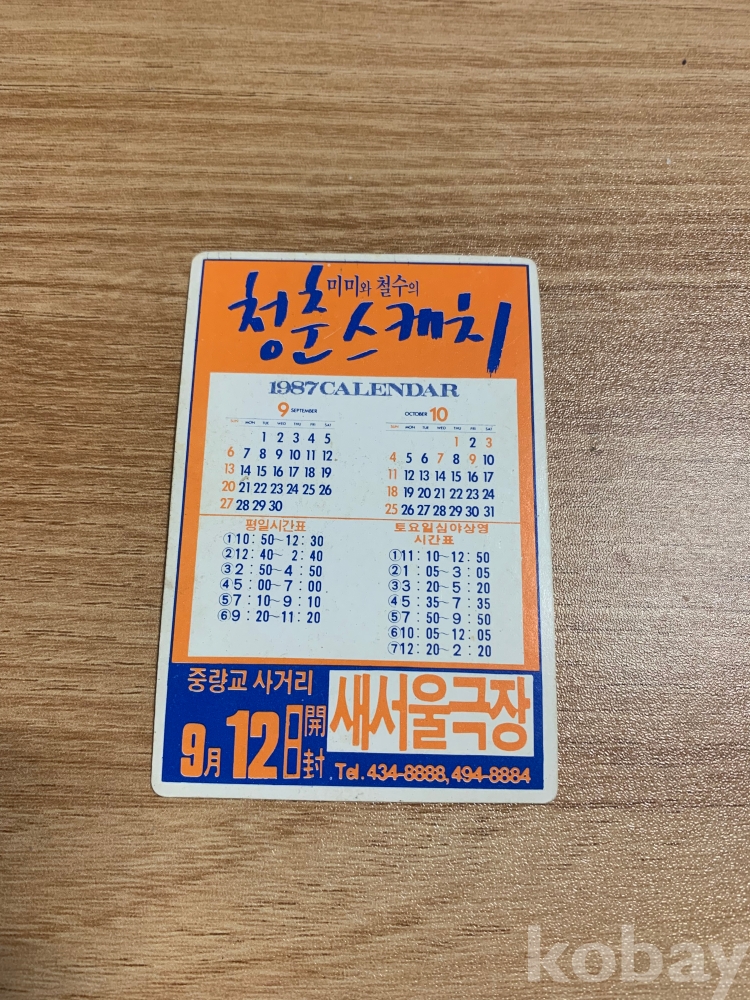 미미와 철수의
청춘스케치
1987 CALENDAR
9 SEPTEMBER
SUN MON TUE WED THU FRI SAT
1 2 3 4 5
6 7 8 9 10 11 12
13 14 15 16 17 18 19
20 21 22 23 24 25 26
27 28 29 30
OCTOBER 10
SUN MON TUE WED THU FRI SAT
1 2 3
4 5 6 7 8 9 10
11 12 13 14 15 16 17
18 19 20 21 22 23 24
25 26 27 28 29 30 31
평일시간표
①10:50~12:30
②12:40~2:40
③2:50~4:50
④5:00~7:00
⑤7:10~9:10
⑥9:20~11:20
토요일심야상영
시간표
①11:10~12:50
②1:05~3:05
③3:20~5:20
④5:35~7:35
⑤7:50~9:50
⑥10:05~12:05
⑦12:20~2:20
중량교 사거리
9月 12日 開封
새서울극장
Tel. 434-8888, 494-8884
kobay